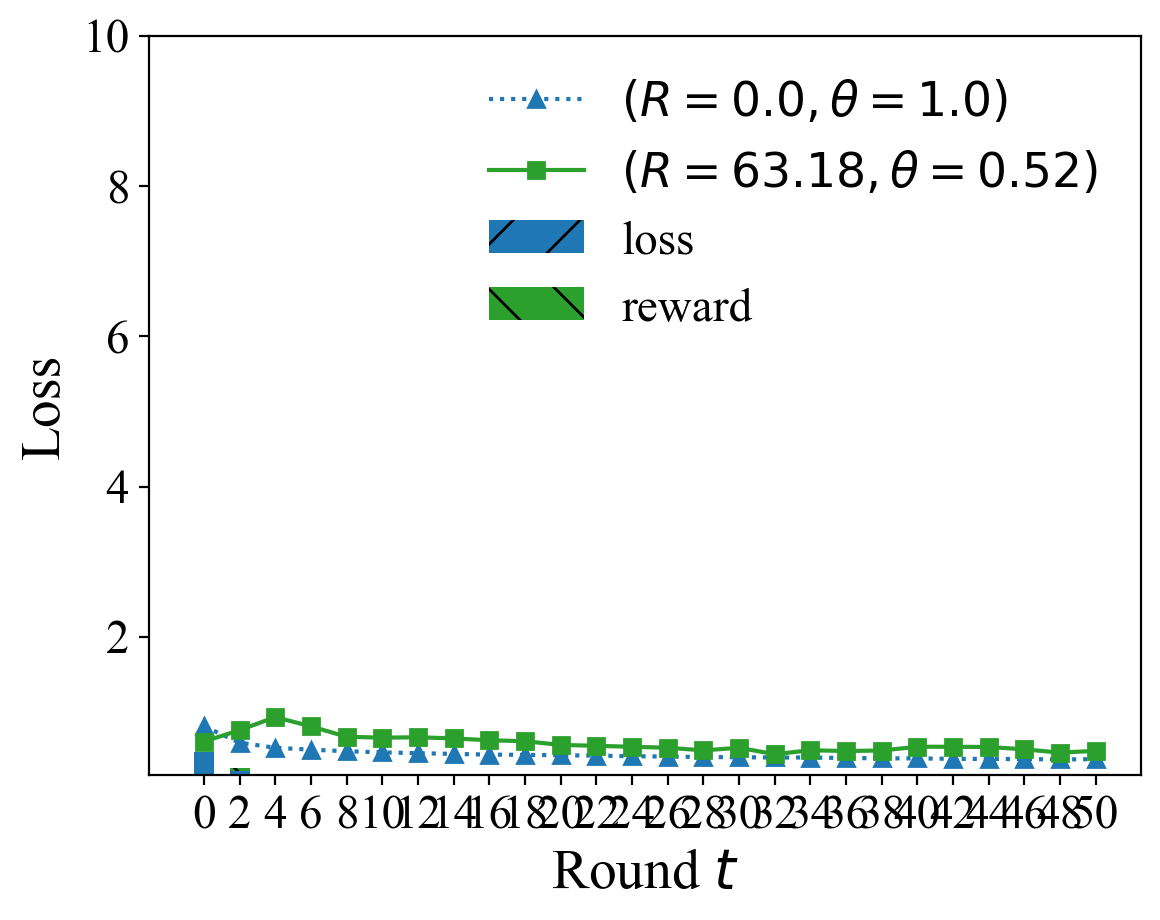 10
(R = 0.0, θ = 1.0)
(R = 63.18, θ = 0.52)
8
loss
reward
6
Loss
4
2
0 2 4 6 8 10 12 14 16 18 20 22 24 26 28 30 32 34 36 38 40 42 44 46 48 50
Round t